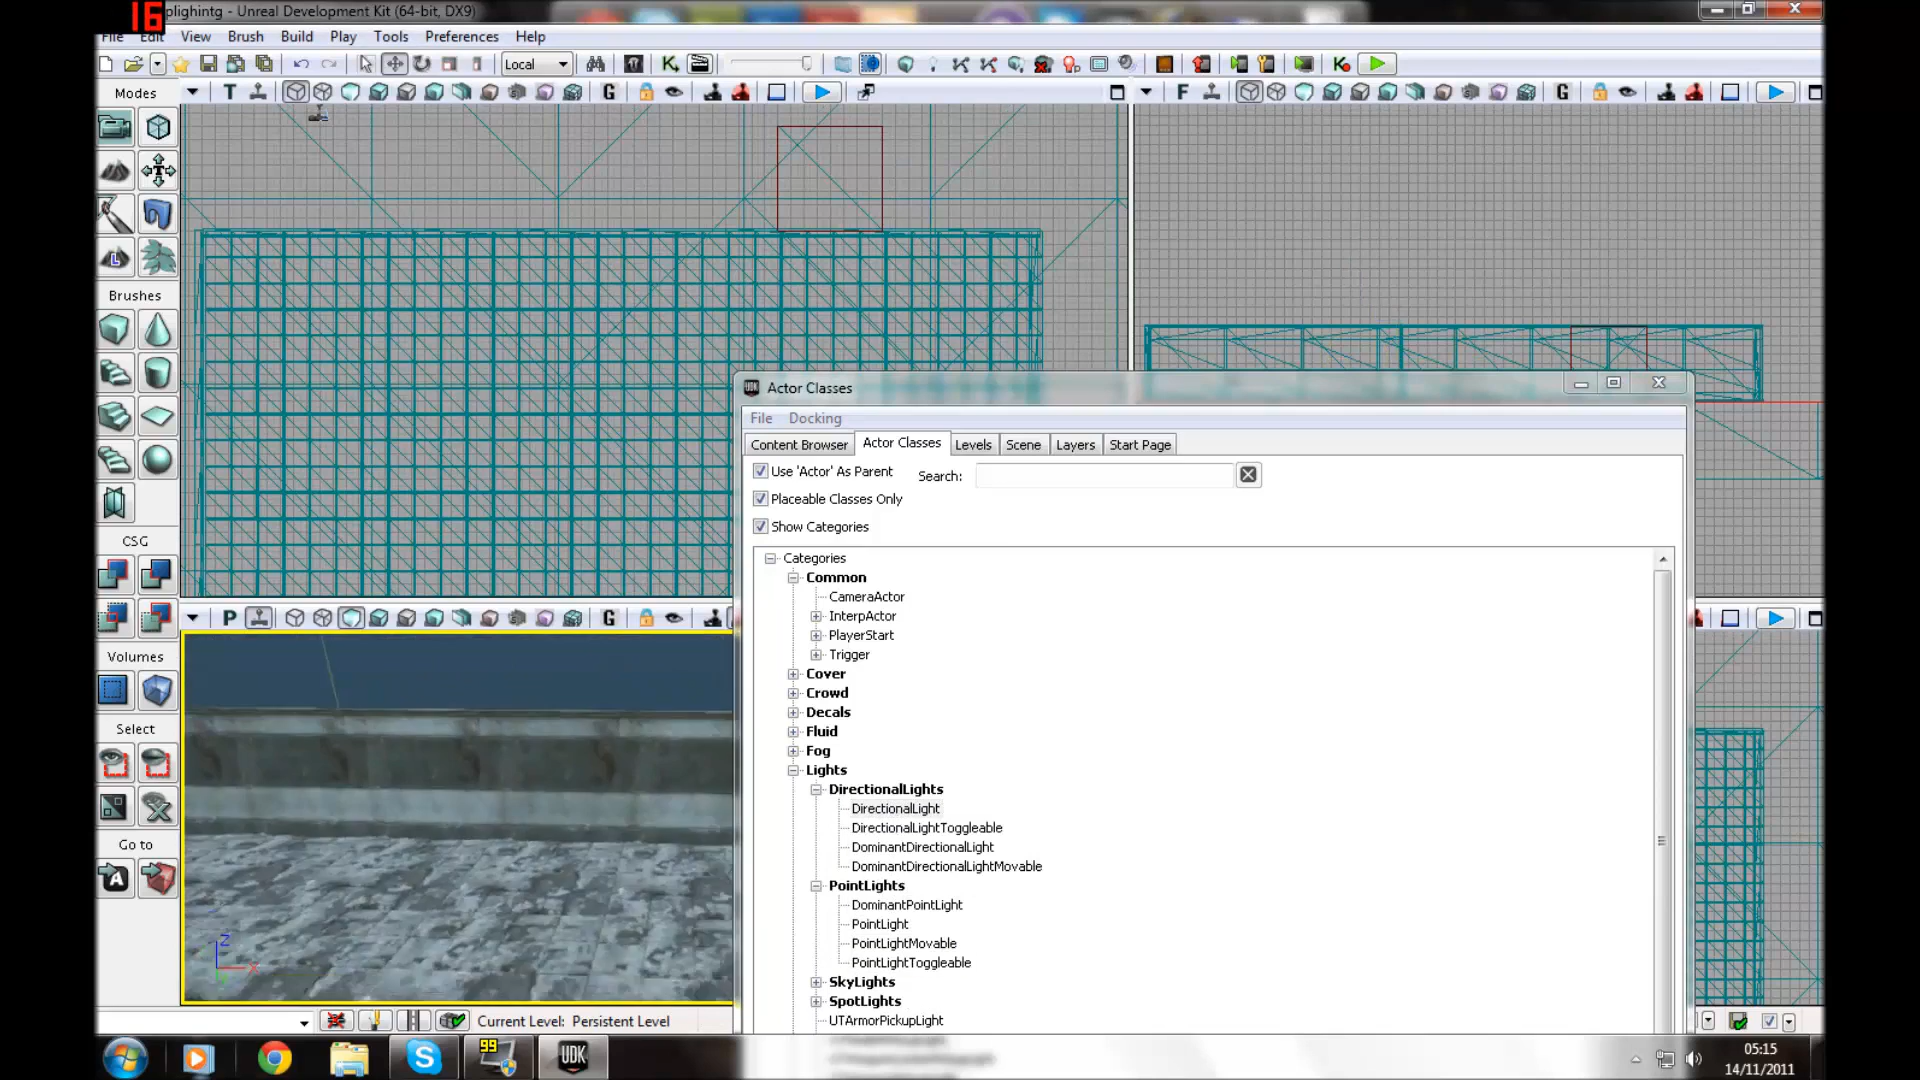 16
plighintg - Unreal Development Kit (64-bit, DX9)
File Edit View Brush Build Play Tools Preferences Help
Local
Modes
T
G
F
G
Brushes
CSG
Volumes
Select
Go to
P
G
Actor Classes
File Docking
Content Browser Actor Classes Levels Scene Layers Start Page
Use 'Actor' As Parent
Search:
Placeable Classes Only
Show Categories
Categories
Common
CameraActor
InterpActor
PlayerStart
Trigger
Cover
Crowd
Decals
Fluid
Fog
Lights
DirectionalLights
DirectionalLight
DirectionalLightToggleable
DominantDirectionalLight
DominantDirectionalLightMovable
PointLights
DominantPointLight
PointLight
PointLightMovable
PointLightToggleable
SkyLights
SpotLights
UTArmorPickupLight
Z
X
Current Level: Persistent Level
99
UDK
05:15
14/11/2011